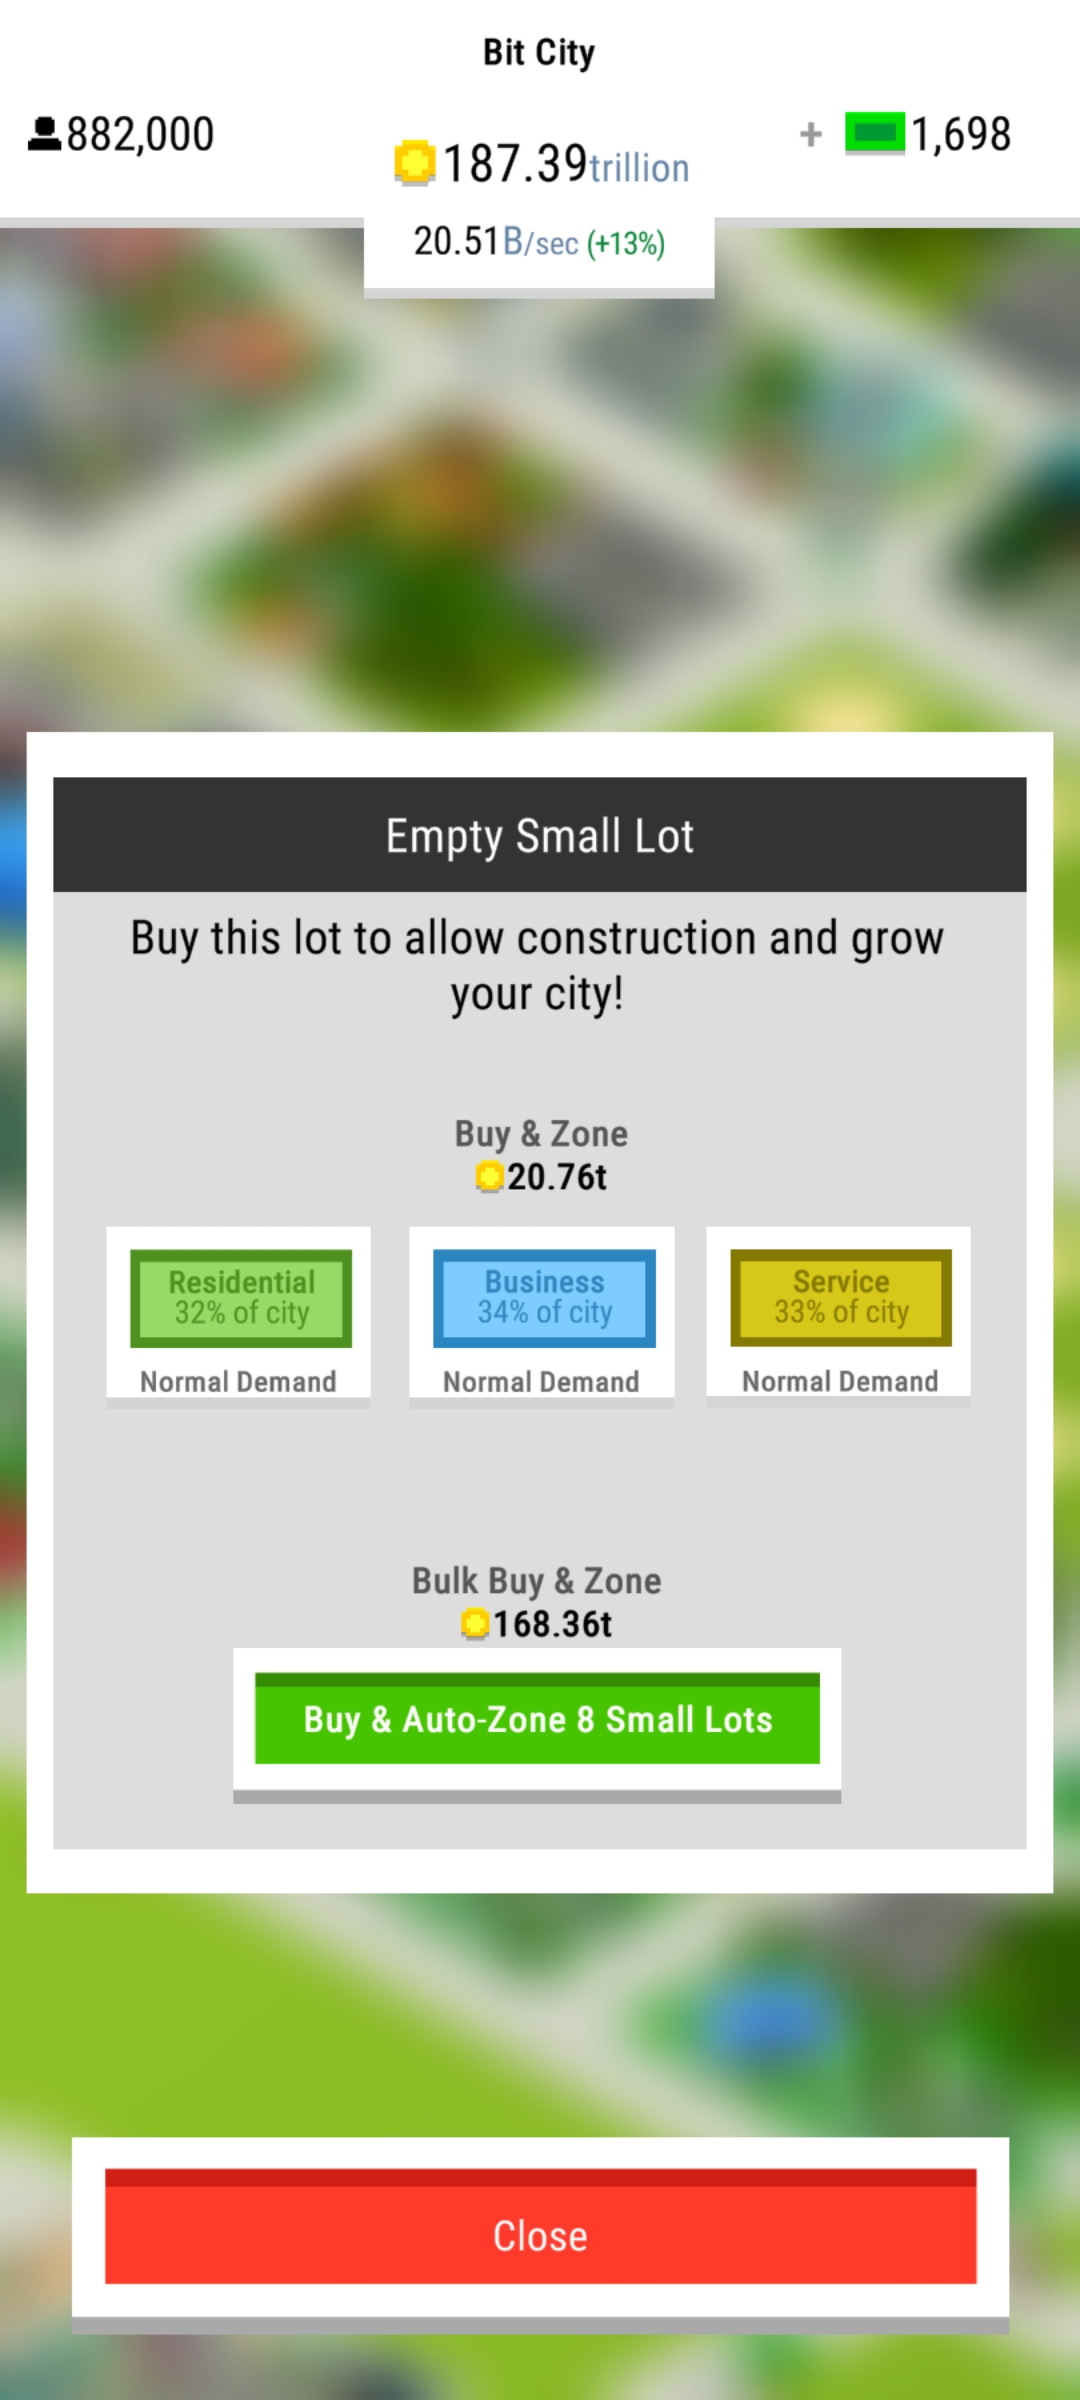 Bit City
882,000
187.39trillion
+ 1,698
20.51B/sec (+13%)
Empty Small Lot
Buy this lot to allow construction and grow
your city!
Buy & Zone
20.76t
Residential
32% of city
Normal Demand
Business
34% of city
Normal Demand
Service
33% of city
Normal Demand
Bulk Buy & Zone
168.36t
Buy & Auto-Zone 8 Small Lots
Close